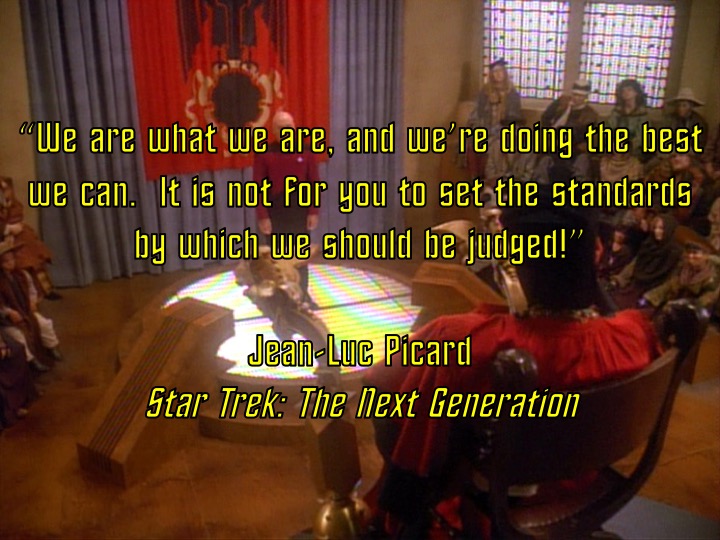 “We are what we are, and we’re doing the best
we can.  It is not for you to set the standards
by which we should be judged!”
Jean-Luc Picard
Star Trek: The Next Generation